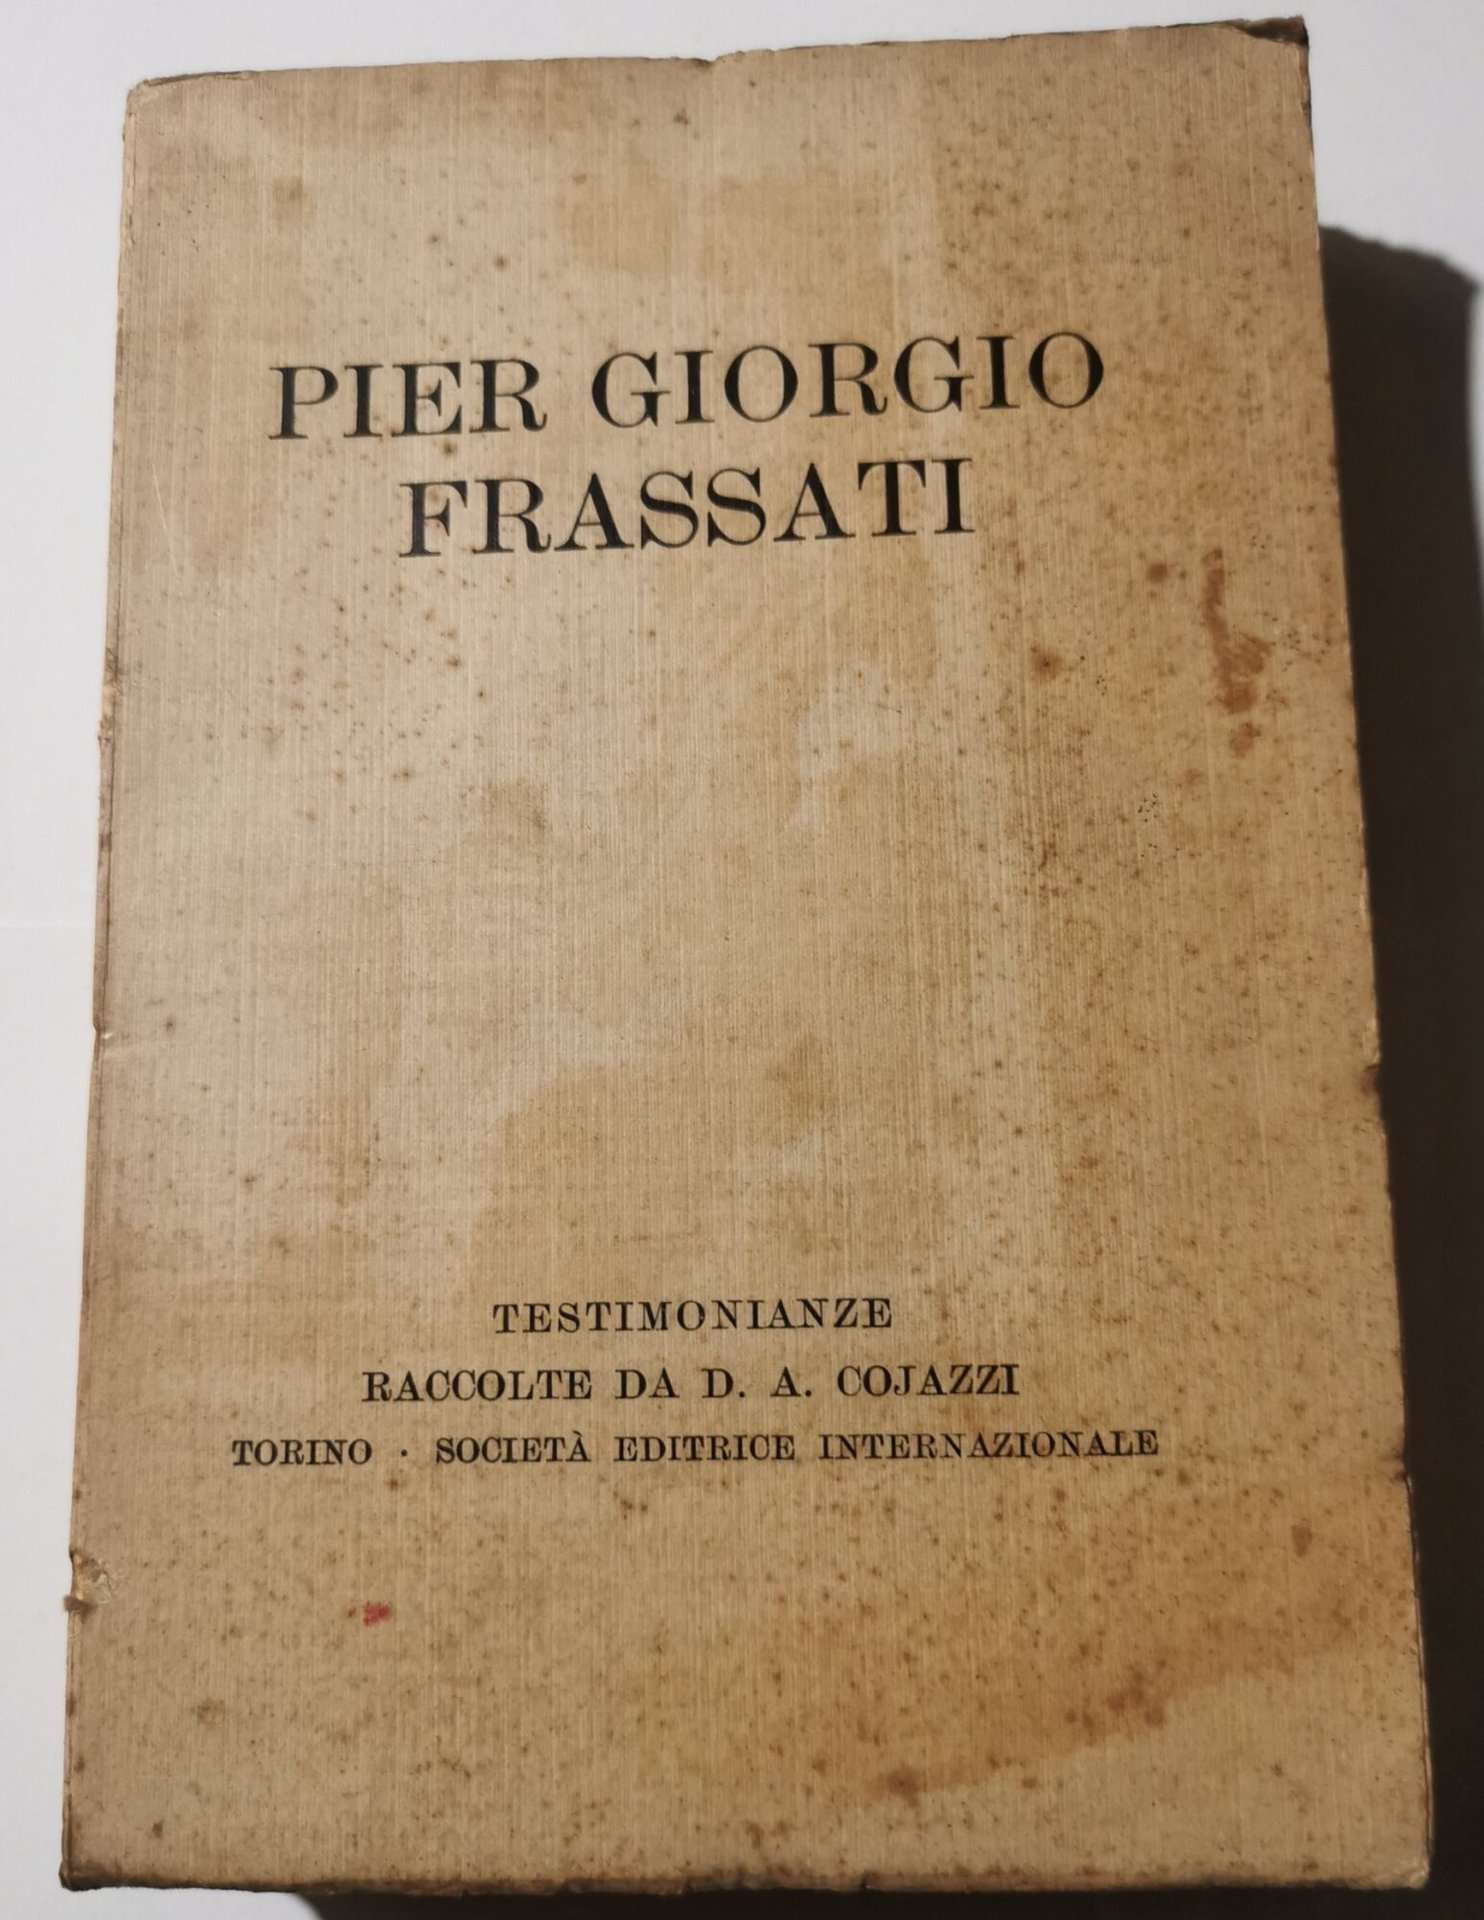 PIER GIORGIO
FRASSATI
TESTIMONIANZE
RACCOLTE DA D. A. COJAZZI
TORINO · SOCIETÀ EDITRICE INTERNAZIONALE